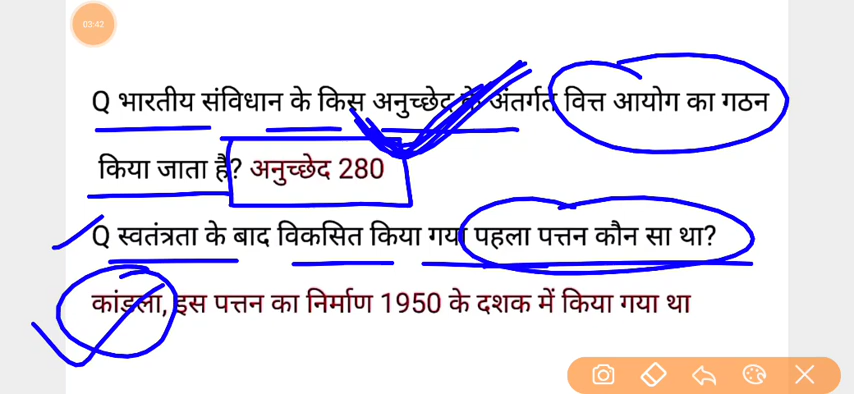 03:42
Q भारतीय संविधान के किस अनुच्छेद के अंतर्गत वित्त आयोग का गठन
किया जाता है? अनुच्छेद 280
Q स्वतंत्रता के बाद विकसित किया गया पहला पत्तन कौन सा था?
कांडला, इस पत्तन का निर्माण 1950 के दशक में किया गया था